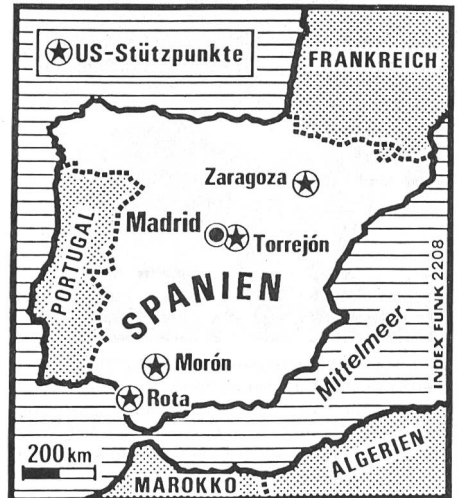 US-Stützpunkte
FRANKREICH
Zaragoza
Madrid
Torrejón
PORTUGAL
SPANIEN
Mittelmeer
INDEX FUNK 2208
Morón
Rota
200 km
MAROKKO
ALGERIEN